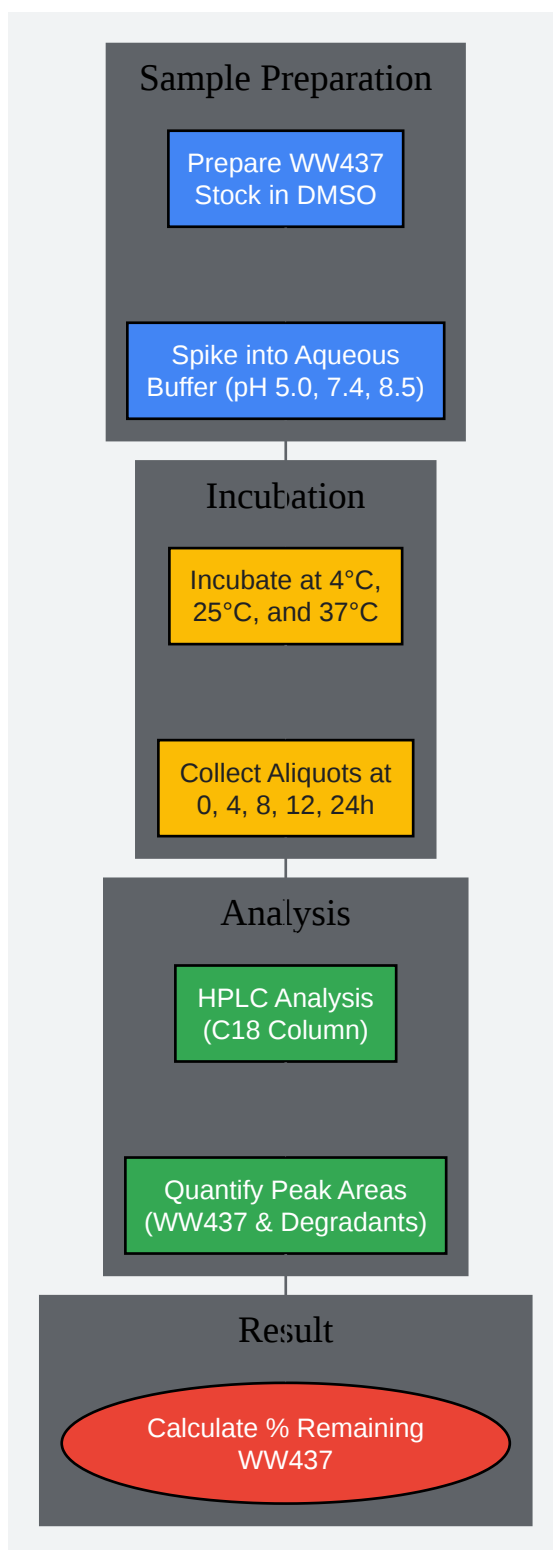 Sample Preparation
Prepare WW437
Stock in DMSO
Spike into Aqueous
Buffer (pH 5.0, 7.4, 8.5)
Incubation
Incubate at 4°C,
25°C, and 37°C
Collect Aliquots at
0, 4, 8, 12, 24h
Analysis
HPLC Analysis
(C18 Column)
Quantify Peak Areas
(WW437 & Degradants)
Result
Calculate % Remaining
WW437